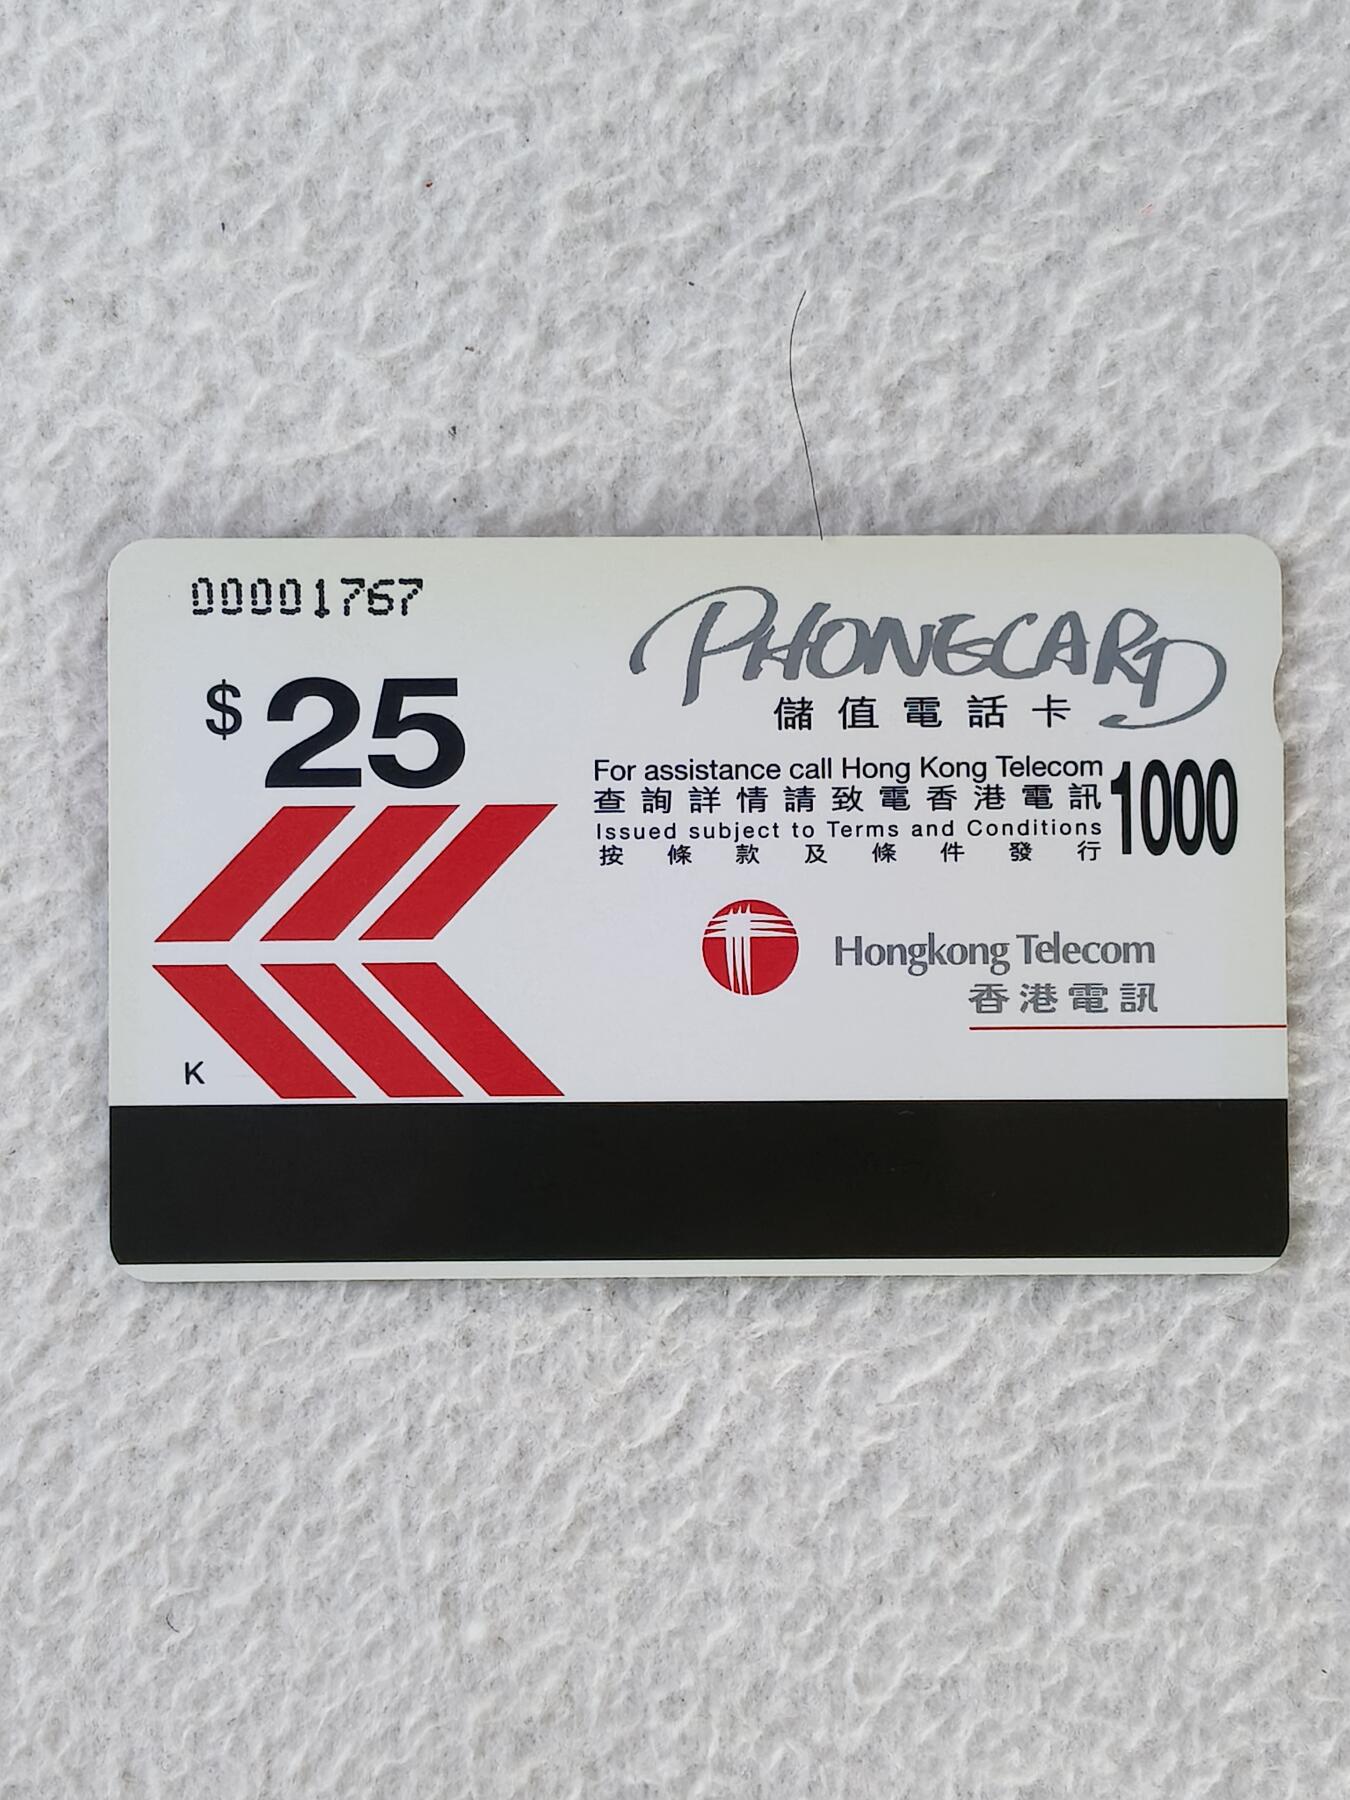 00001767
$25
PHONECARD
儲值電話卡
For assistance call Hong Kong Telecom 1000
查詢詳情請致電香港電訊
Issued subject to Terms and Conditions
按條款及條件發行
Hongkong Telecom
香港電訊
K